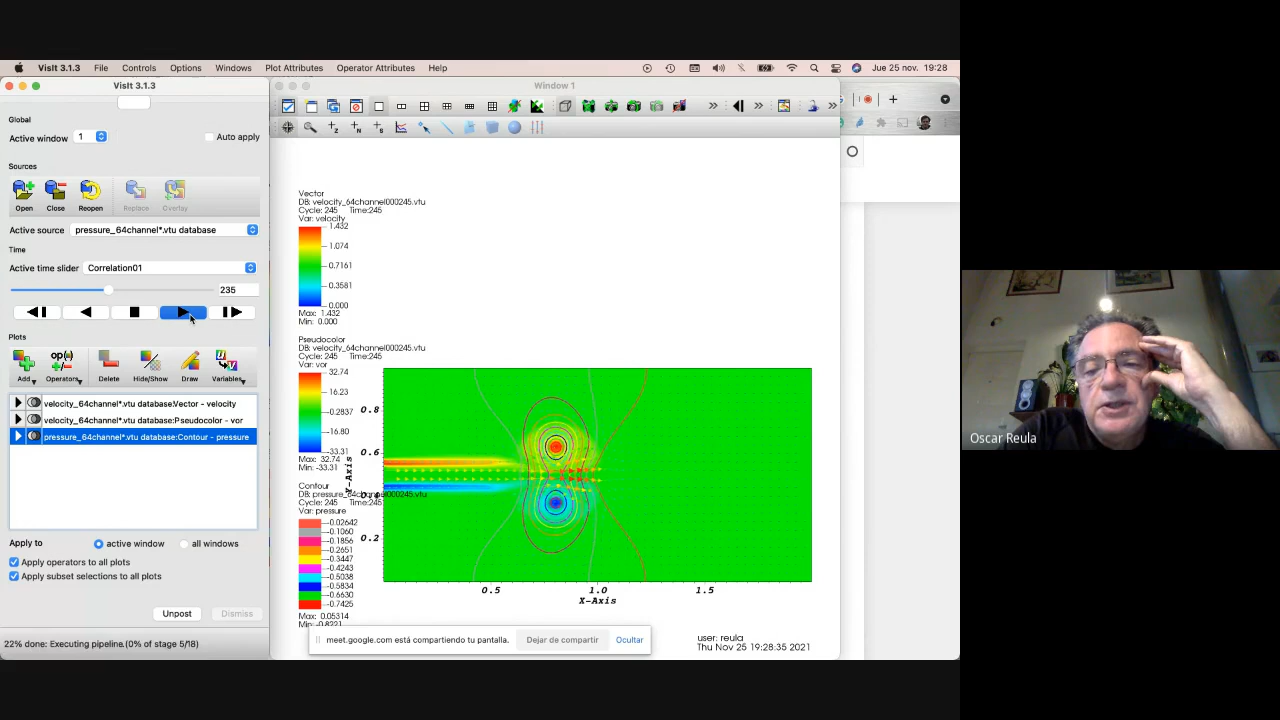 VisIt 3.1.3 File Controls Options Windows Plot Attributes Operator Attributes Help
Jue 25 nov. 19:28
VisIt 3.1.3
Window 1
Global
Active window 1
Auto apply
Sources
Open Close Reopen Replace Overlay
Active source pressure_64channel*.vtu database
Time
Active time slider Correlation01
235
Plots
Add Operators Delete Hide/Show Draw Variables
velocity_64channel*.vtu database:Vector - velocity
velocity_64channel*.vtu database:Pseudocolor - vor
pressure_64channel*.vtu database:Contour - pressure
Apply to active window all windows
Apply operators to all plots
Apply subset selections to all plots
Unpost Dismiss
22% done: Executing pipeline.(0% of stage 5/18)
Vector
DB: velocity_64channel000245.vtu
Cycle: 245 Time:245
Var: velocity
1.432
1.074
0.7161
0.3581
0.000
Max: 1.432
Min: 0.000
Pseudocolor
DB: velocity_64channel000245.vtu
Cycle: 245 Time:245
Var: vor
32.74
16.23
-0.2837
-16.80
-33.31
Max: 32.74
Min: -33.31
Contour
DB: pressure_64channel000245.vtu
Cycle: 245 Time:245
Var: pressure
-0.02642
-0.1060
-0.1856
-0.2651
-0.3447
-0.4243
-0.5038
-0.5834
-0.6630
-0.7425
Max: 0.05314
0.8
0.6
0.4
0.2
0.5 1.0 1.5
X-Axis
user: reula
Thu Nov 25 19:28:35 2021
meet.google.com está compartiendo tu pantalla. Dejar de compartir Ocultar
Oscar Reula